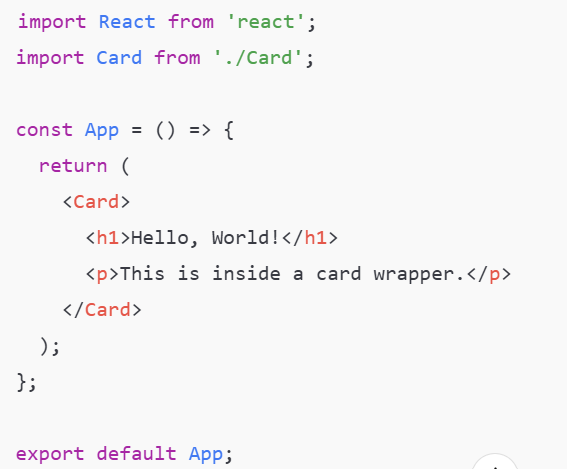 import React from 'react';
import Card from './Card';
const App = () => {
return (
<Card>
<h1>Hello, World!</h1>
<p>This is inside a card wrapper.</p>
</Card>
);
};
export default App;